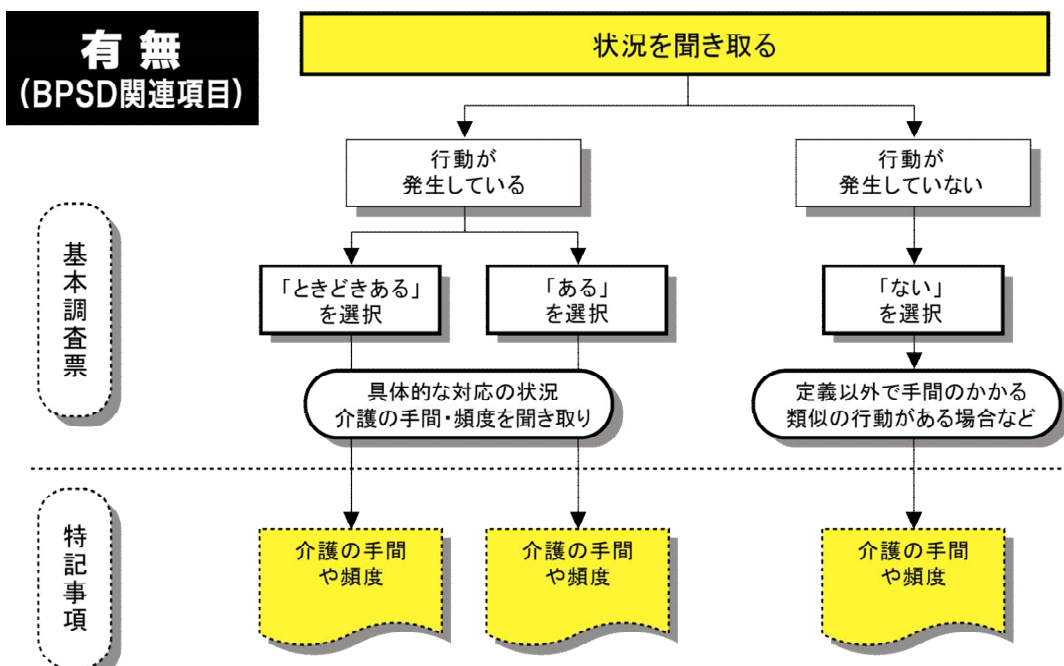 有無
（BPSD関連項目）
状況を聞き取る
行動が
発生している
行動が
発生していない
基本調査票
「ときどきある」
を選択
「ある」
を選択
「ない」
を選択
具体的な対応の状況
介護の手間・頻度を聞き取り
定義以外で手間のかかる
類似の行動がある場合など
特記事項
介護の手間
や頻度
介護の手間
や頻度
介護の手間
や頻度